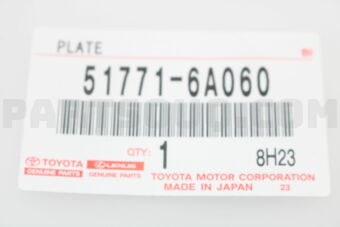 PLATE
51771-6A060
QTY: 1 8H23
TOYOTA LEXUS TOYOTA MOTOR CORPORATION
GENUINE PARTS GENUINE PARTS MADE IN JAPAN 23